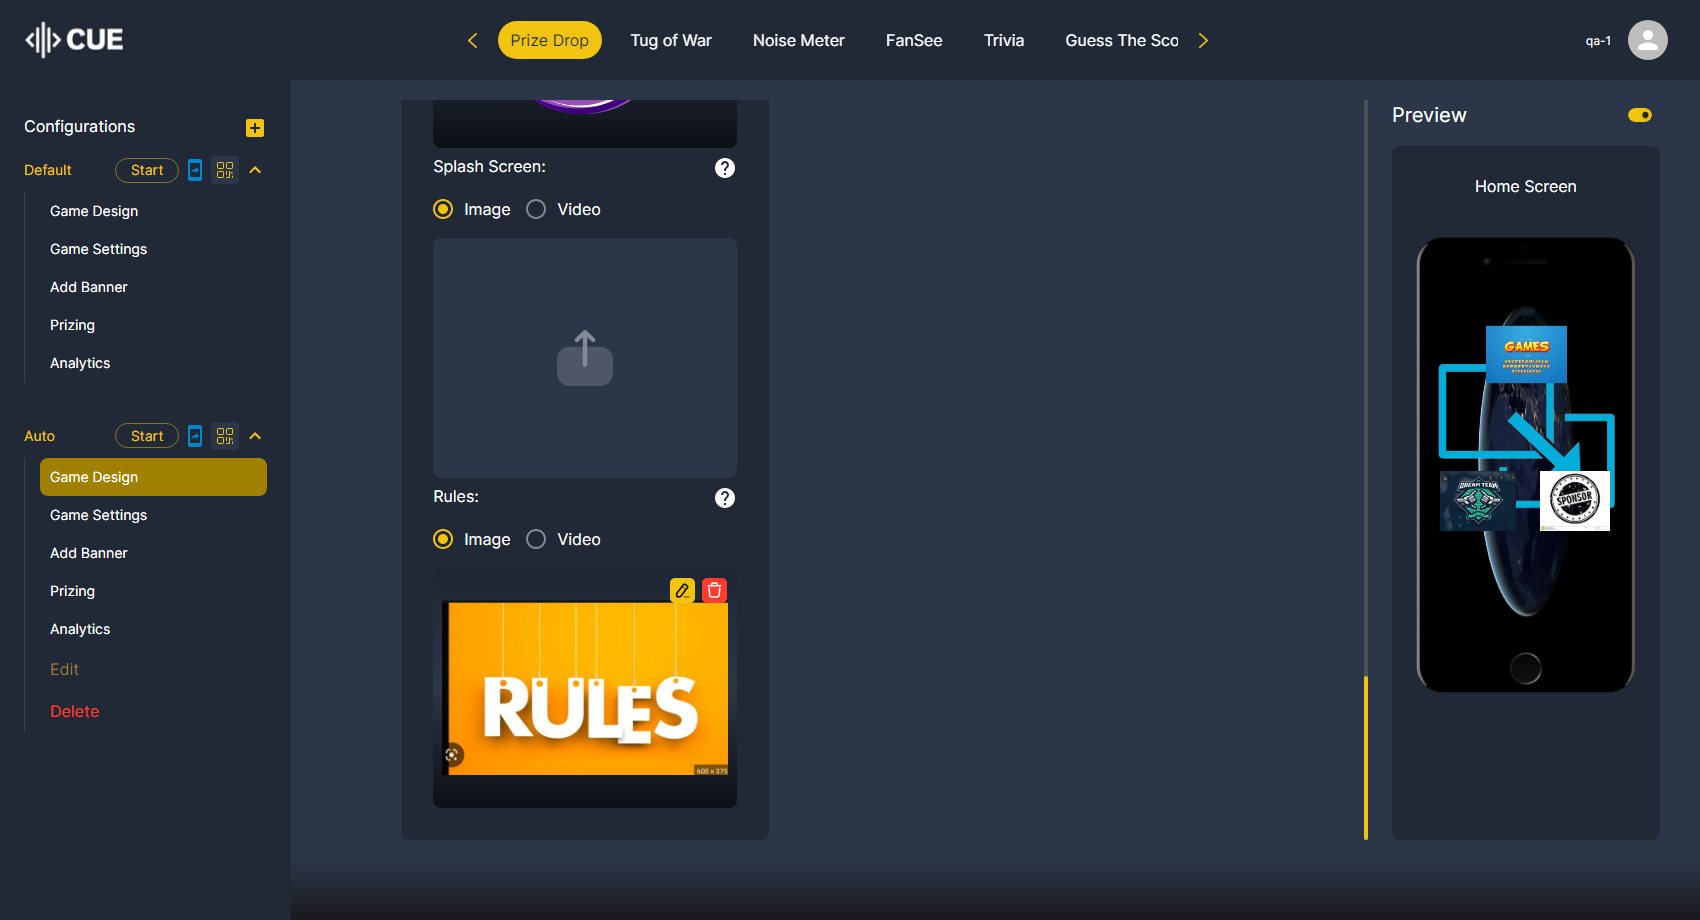 CUE
Prize Drop
Tug of War
Noise Meter
FanSee
Trivia
Guess The Sco
qa-1
Configurations
Default
Start
Game Design
Game Settings
Add Banner
Prizing
Analytics
Auto
Start
Game Design
Game Settings
Add Banner
Prizing
Analytics
Edit
Delete
Splash Screen:
Image
Video
Rules:
Image
Video
RULES
600 × 375
Preview
Home Screen
GAMES
DREAM TEAM
SPONSOR